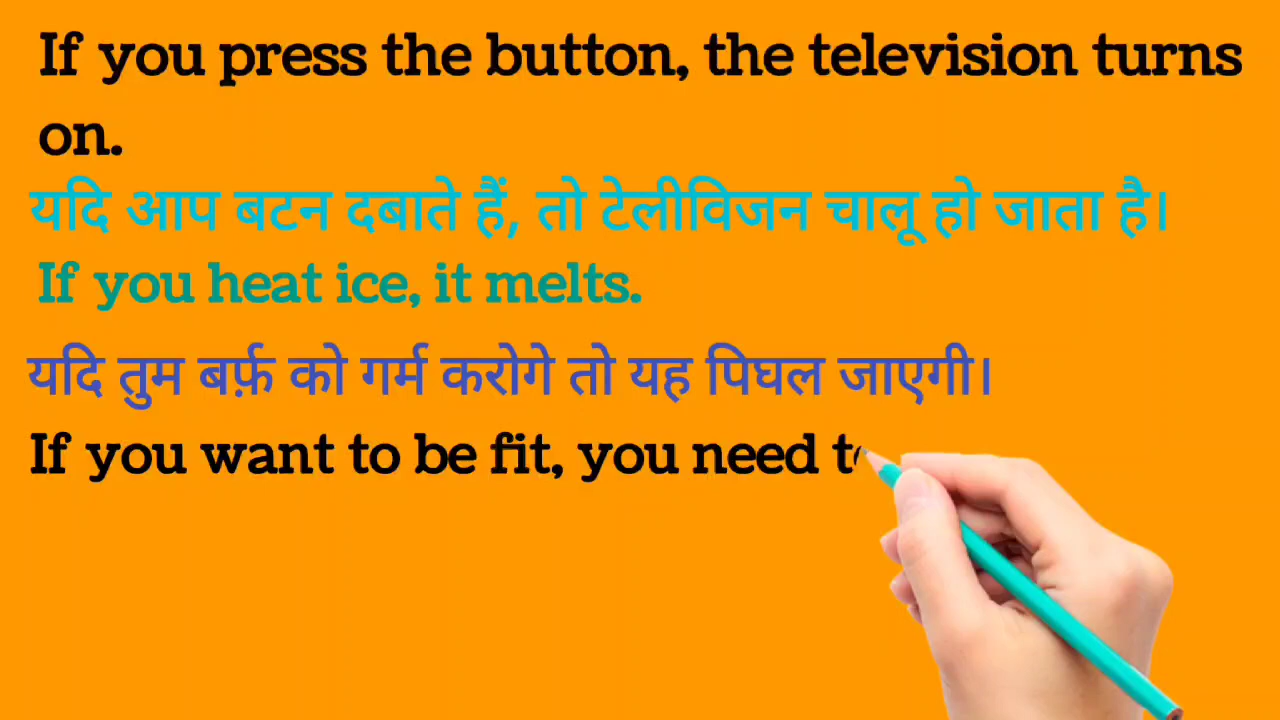 If you press the button, the television turns
on.
यदि आप बटन दबाते हैं, तो टेलीविजन चालू हो जाता है।
If you heat ice, it melts.
यदि तुम बर्फ़ को गर्म करोगे तो यह पिघल जाएगी।
If you want to be fit, you need